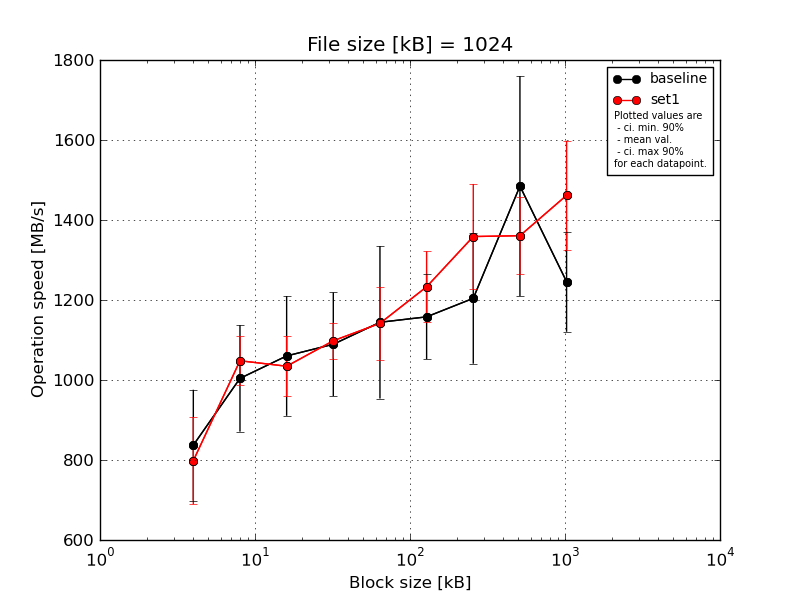 File size [kB] = 1024
1800
1600
1400
1200
1000
800
600
Operation speed [MB/s]
baseline
set1
Plotted values are
- ci. min. 90%
- mean val.
- ci. max 90%
for each datapoint.
10^0 10^1 10^2 10^3 10^4
Block size [kB]